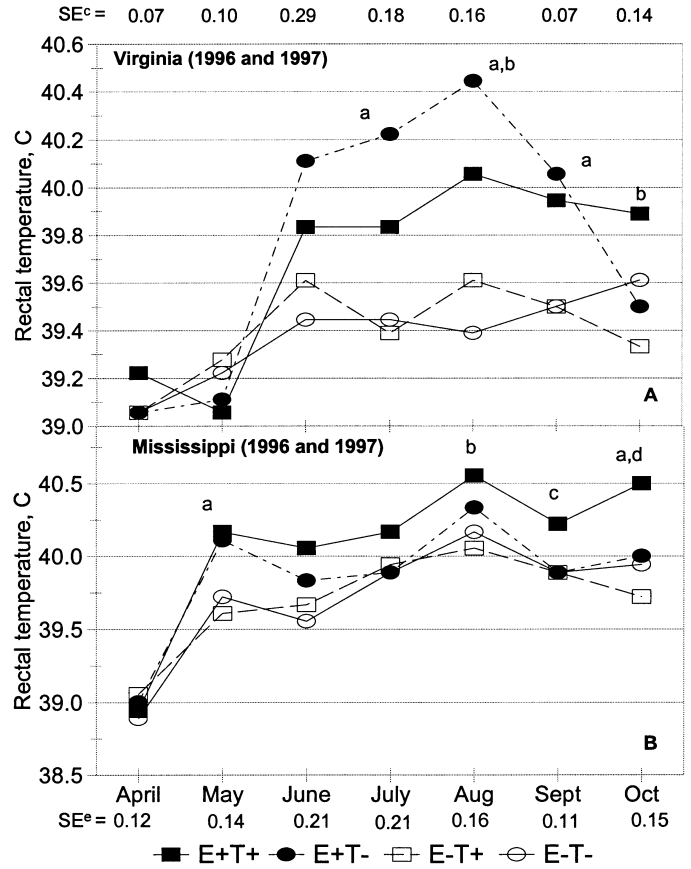 SEᶜ = 0.07 0.10 0.29 0.18 0.16 0.07 0.14
40.6
Virginia (1996 and 1997)
a,b
40.4
a
40.2
a
40.0
b
39.8
39.6
39.4
39.2
A
39.0
Rectal temperature, C
Mississippi (1996 and 1997)
b
a,d
40.5
c
a
40.0
39.5
39.0
B
38.5
Rectal temperature, C
April May June July Aug Sept Oct
SEᵉ = 0.12 0.14 0.21 0.21 0.16 0.11 0.15
E+T+ E+T- E-T+ E-T-